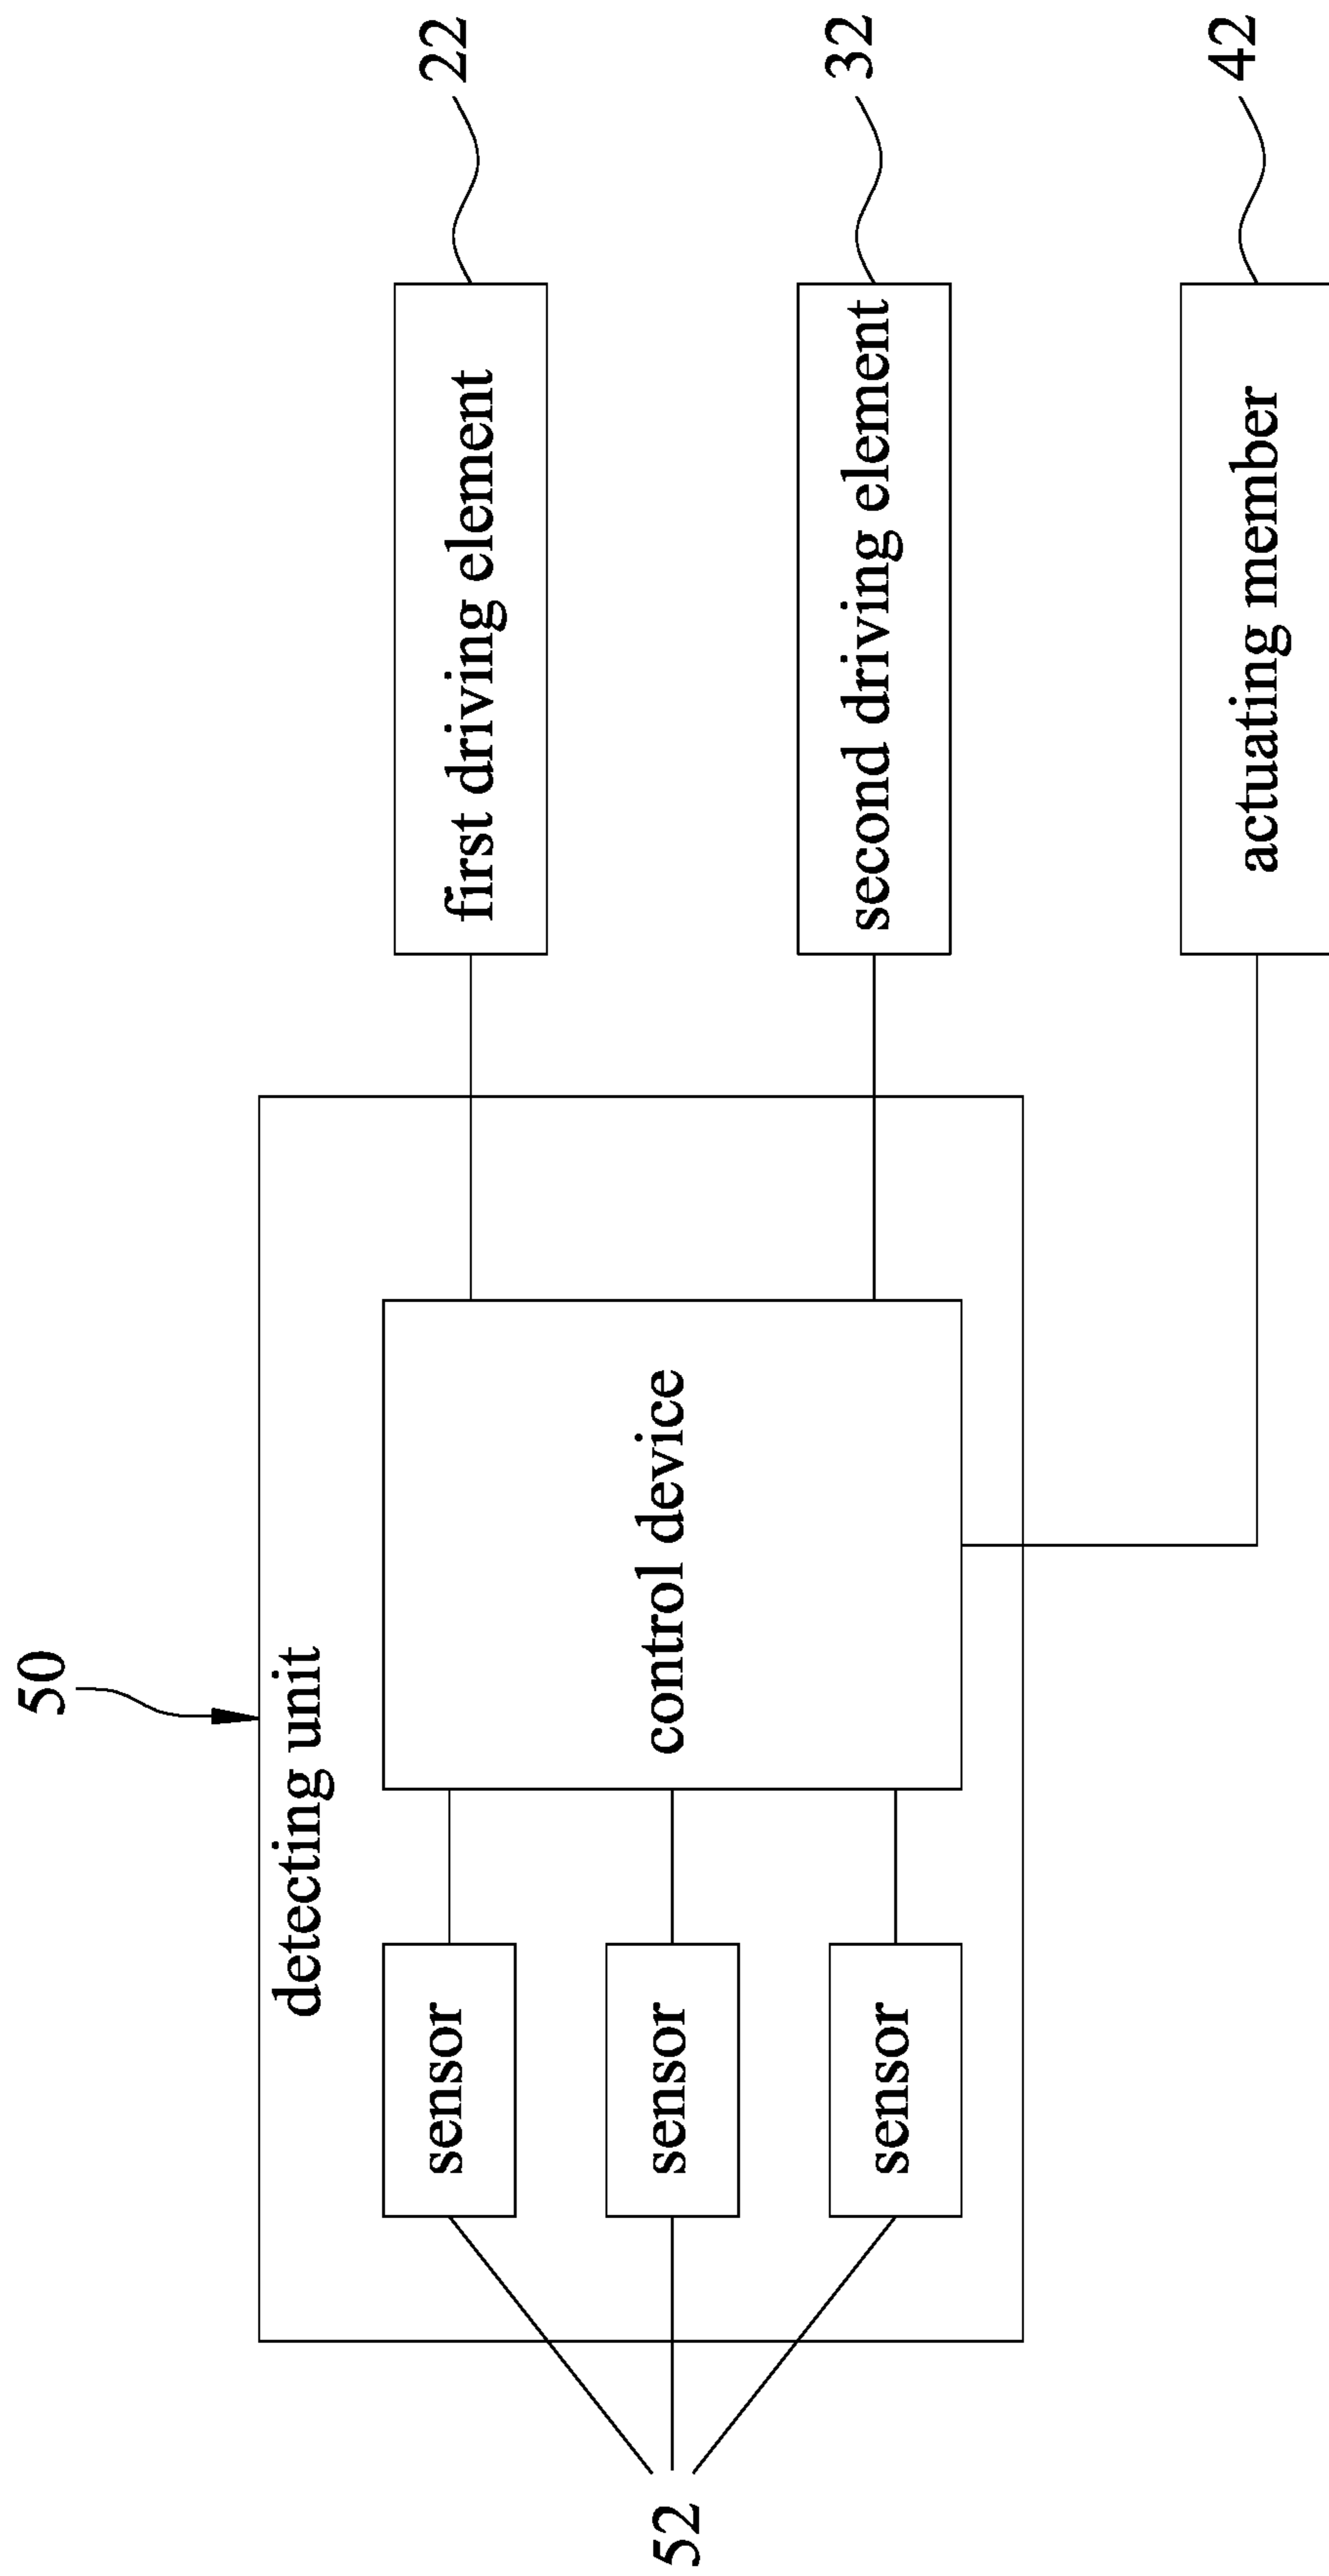 50
detecting unit
sensor
sensor
sensor
52
control device
first driving element
22
second driving element
32
actuating member
42